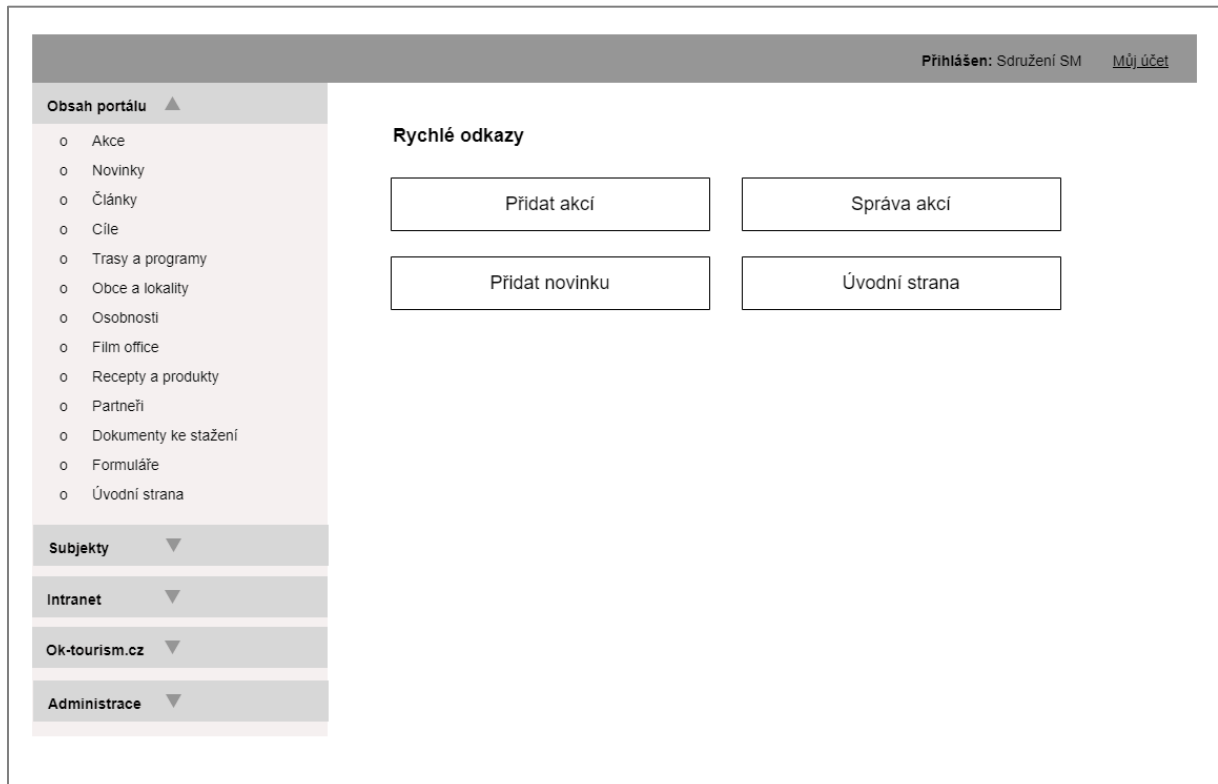 Přihlášen: Sdružení SM Můj účet
Obsah portálu
o Akce
o Novinky
o Články
o Cíle
o Trasy a programy
o Obce a lokality
o Osobnosti
o Film office
o Recepty a produkty
o Partneři
o Dokumenty ke stažení
o Formuláře
o Úvodní strana
Subjekty
Intranet
Ok-tourism.cz
Administrace
Rychlé odkazy
Přidat akcí
Správa akcí
Přidat novinku
Úvodní strana